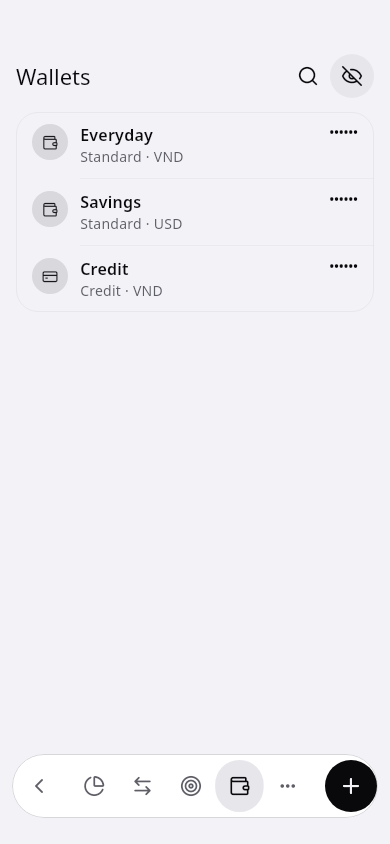 Wallets
Everyday
••••••
Standard · VND
Savings
••••••
Standard · USD
Credit
••••••
Credit · VND